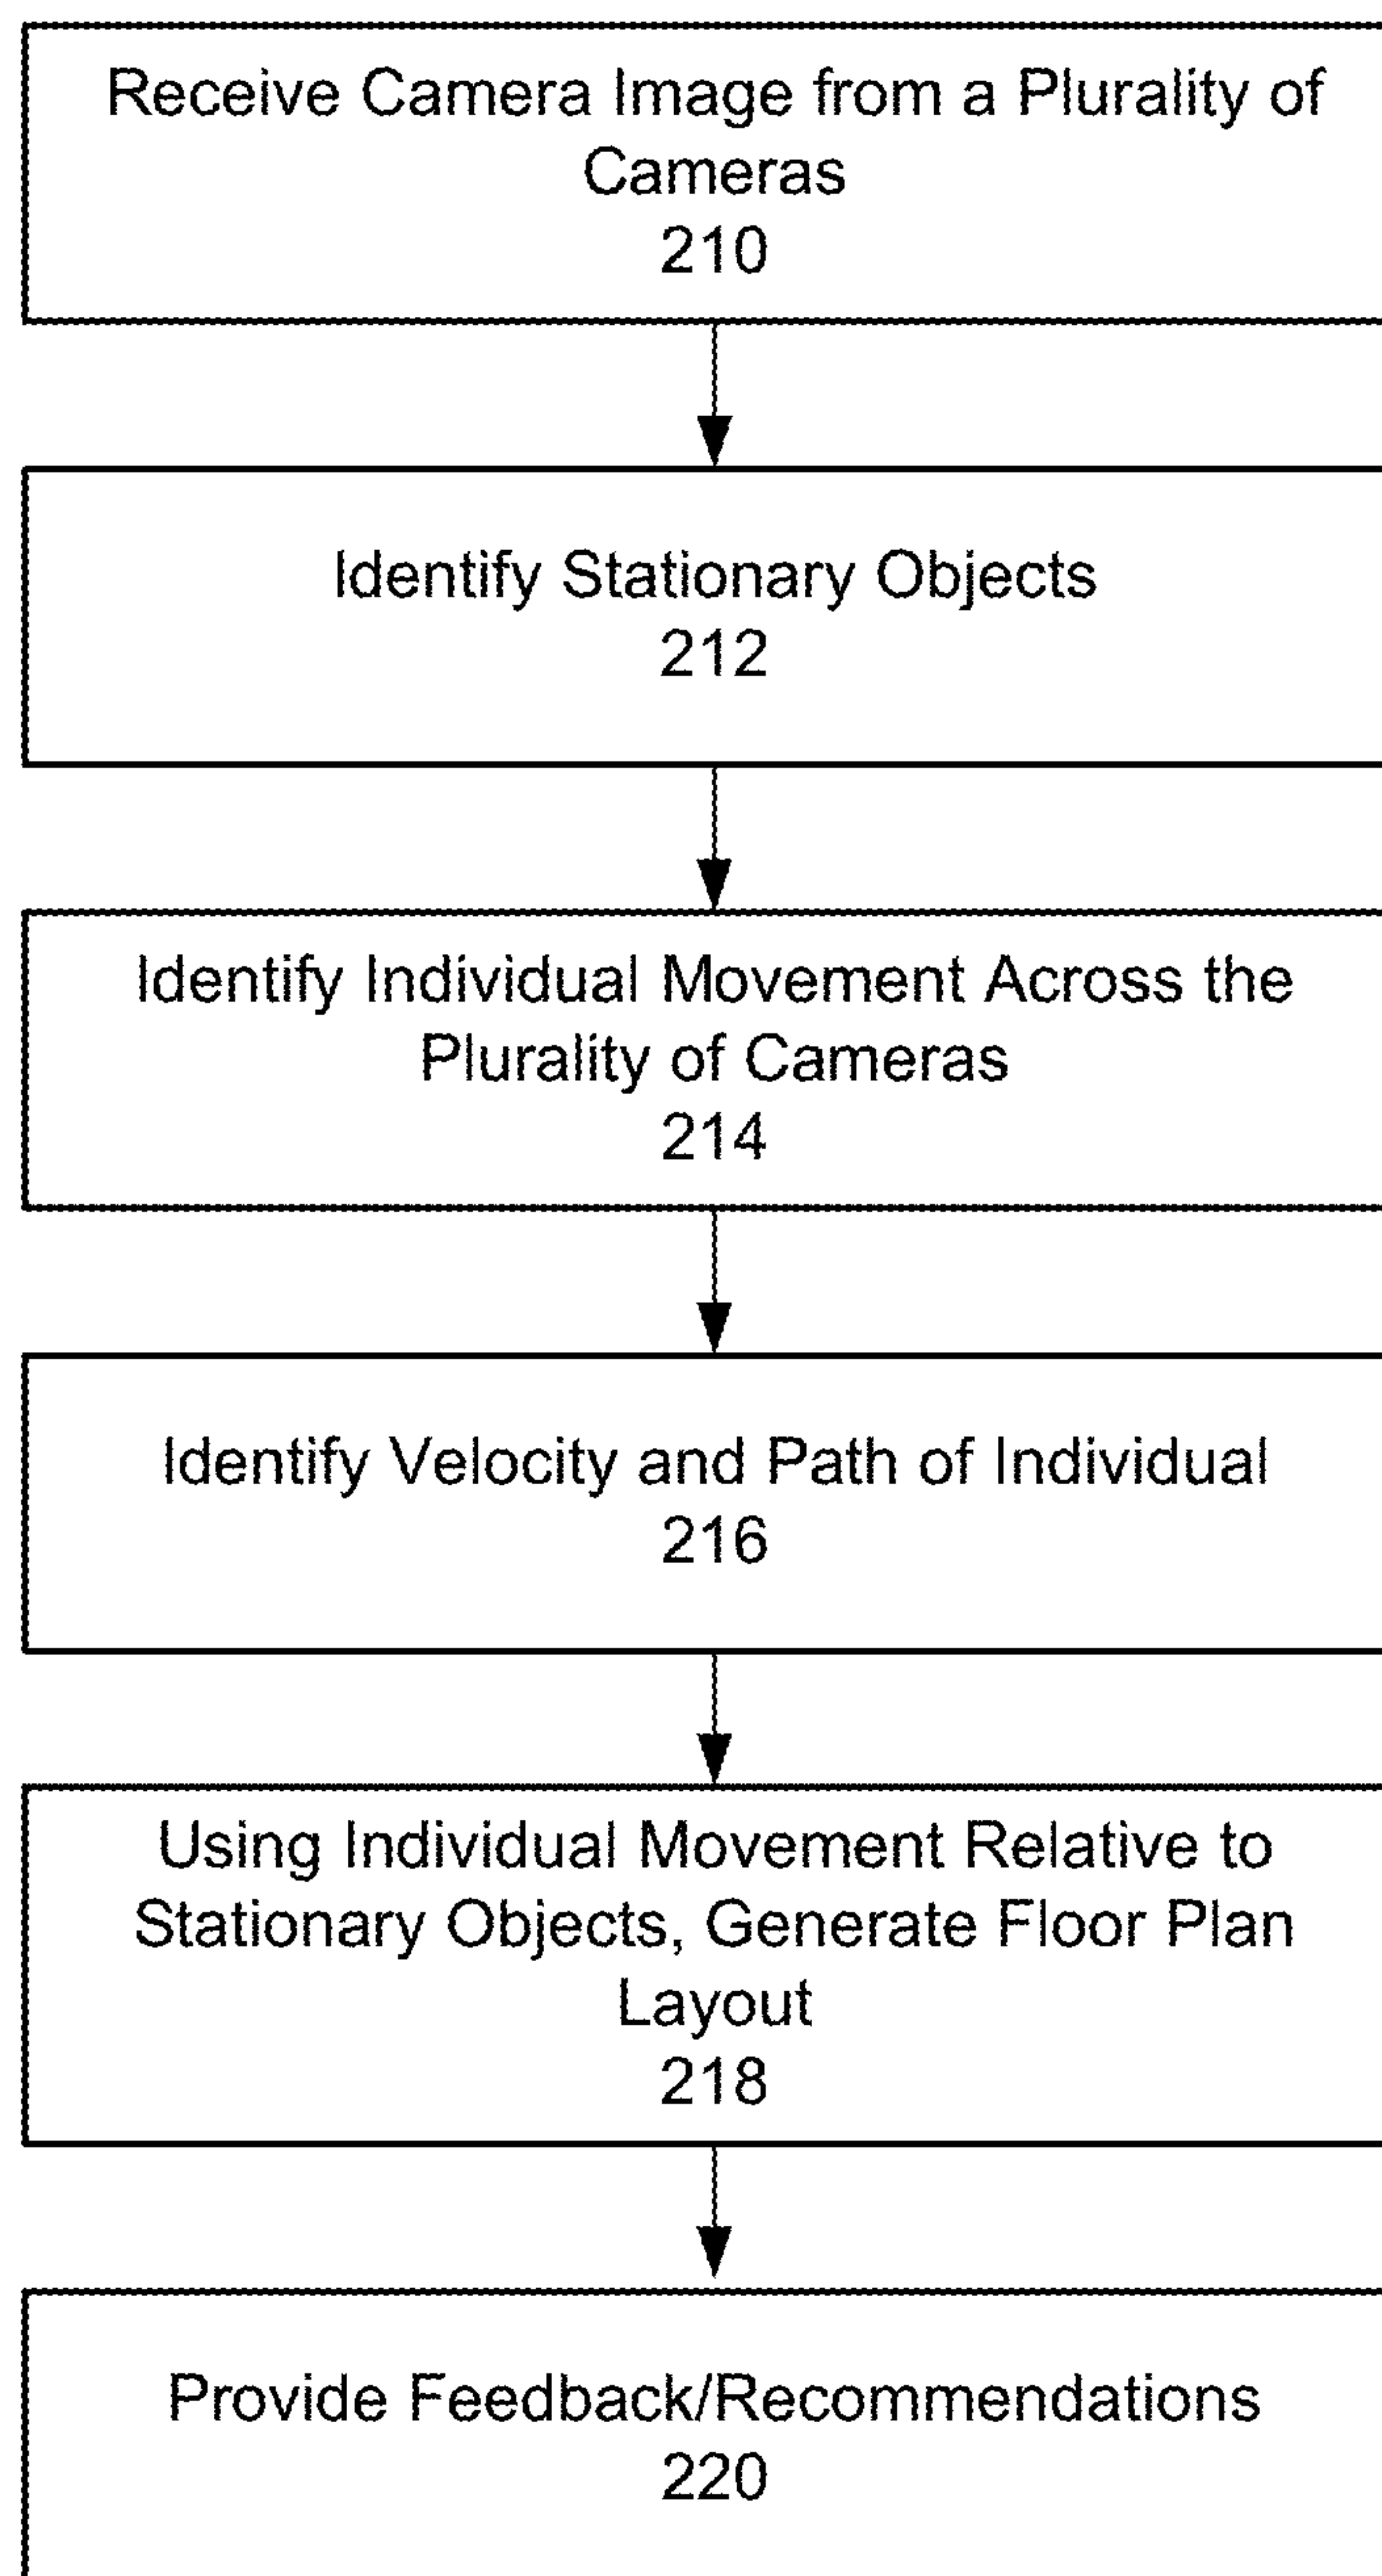 Receive Camera Image from a Plurality of
Cameras
210
Identify Stationary Objects
212
Identify Individual Movement Across the
Plurality of Cameras
214
Identify Velocity and Path of Individual
216
Using Individual Movement Relative to
Stationary Objects, Generate Floor Plan
Layout
218
Provide Feedback/Recommendations
220